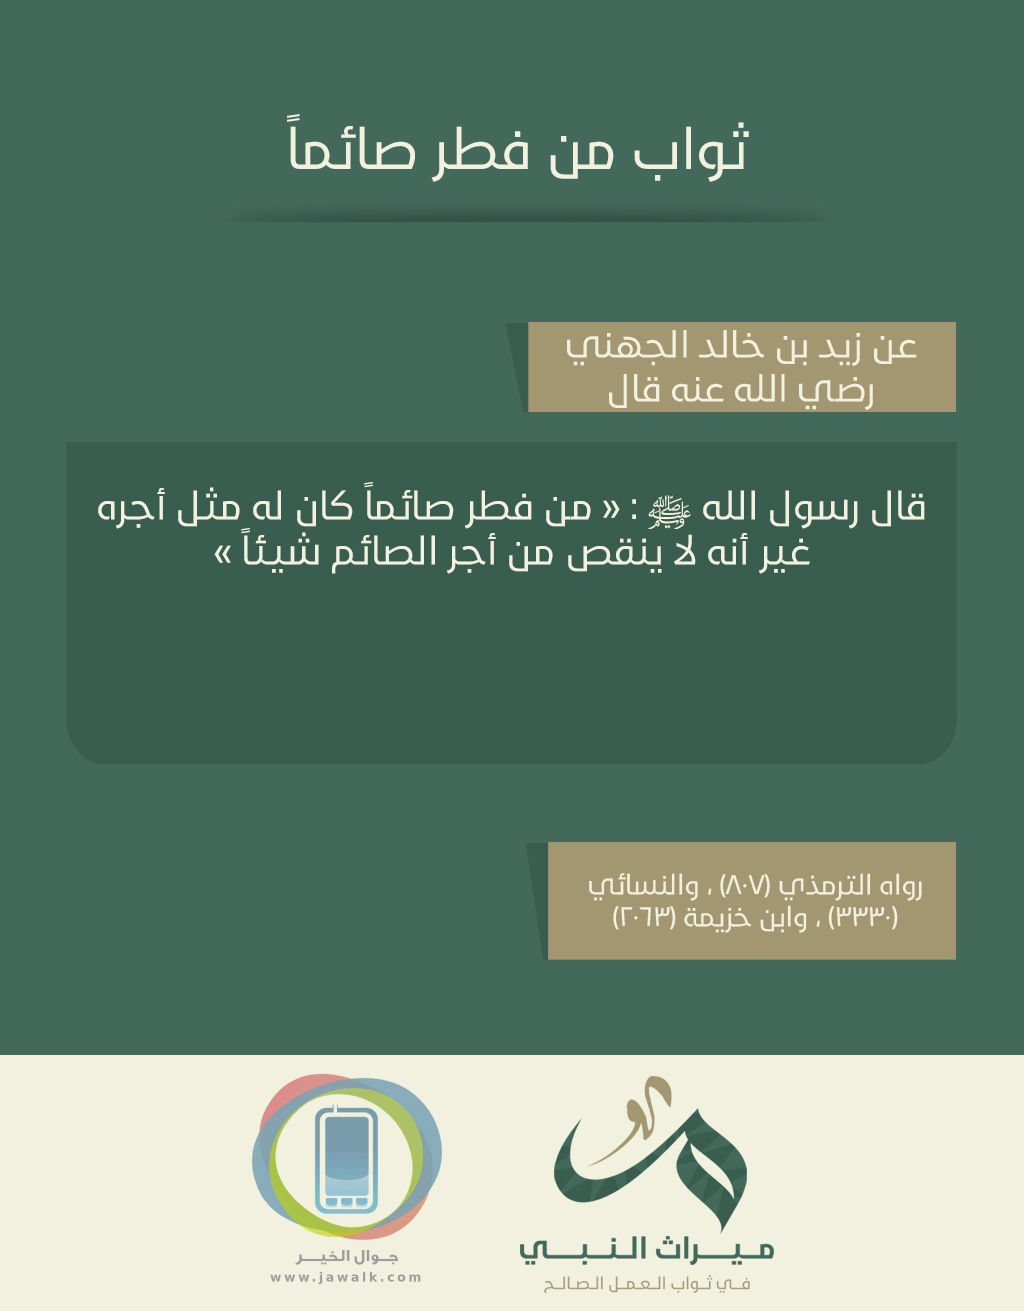 ثواب من فطر صائماً
عن زيد بن خالد الجهني
رضي الله عنه قال
قال رسول الله ﷺ : « من فطر صائماً كان له مثل أجره
غير أنه لا ينقص من أجر الصائم شيئاً »
رواه الترمذي (٨٠٧) ، والنسائي
(٣٣٣٠) ، وابن خزيمة (٢٠٦٣)
ميراث النبي
في ثواب العمل الصالح
جوال الخير
www.jawalk.com